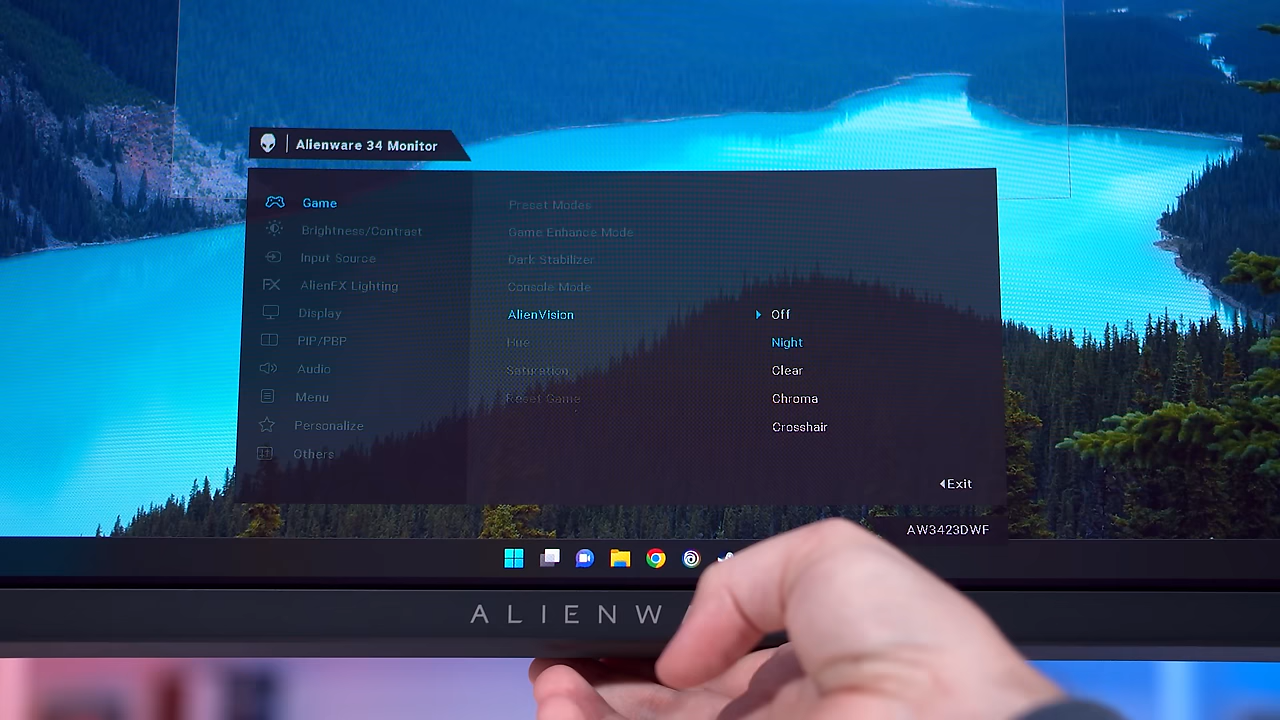 Alienware 34 Monitor
Game
Brightness/Contrast
Input Source
FX AlienFX Lighting
Display
PIP/PBP
Audio
Menu
Personalize
Others
Preset Modes
Game Enhance Mode
Dark Stabilizer
Console Mode
AlienVision
Hue
Saturation
Reset Game
Off
Night
Clear
Chroma
Crosshair
Exit
AW3423DWF
ALIENWA